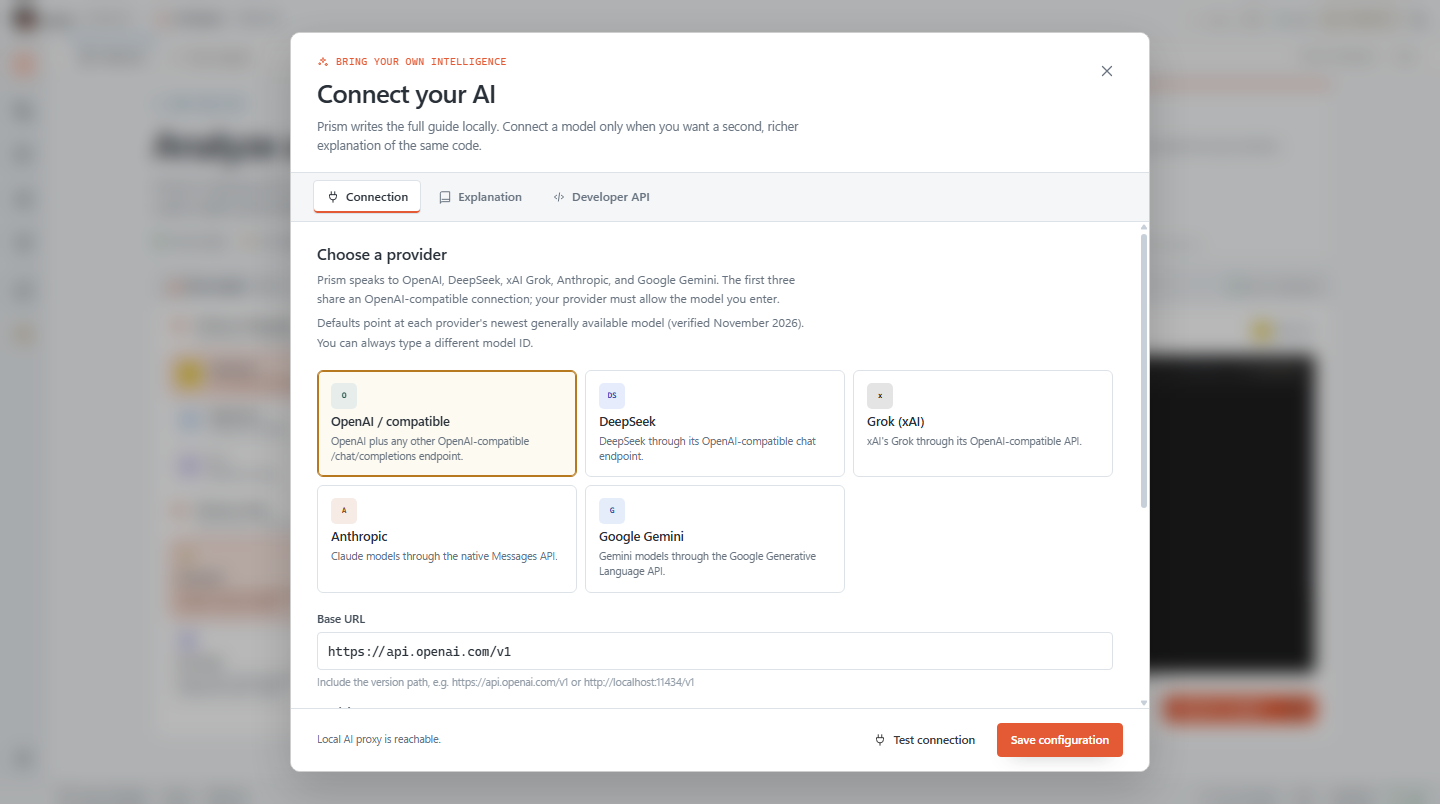 BRING YOUR OWN INTELLIGENCE
Connect your AI
Prism writes the full guide locally. Connect a model only when you want a second, richer
explanation of the same code.
Connection
Explanation
Developer API
Choose a provider
Prism speaks to OpenAI, DeepSeek, xAI Grok, Anthropic, and Google Gemini. The first three
share an OpenAI-compatible connection; your provider must allow the model you enter.
Defaults point at each provider's newest generally available model (verified November 2026).
You can always type a different model ID.
O
OpenAI / compatible
OpenAI plus any other OpenAI-compatible
/chat/completions endpoint.
DS
DeepSeek
DeepSeek through its OpenAI-compatible chat
endpoint.
x
Grok (xAI)
xAI's Grok through its OpenAI-compatible API.
A
Anthropic
Claude models through the native Messages API.
G
Google Gemini
Gemini models through the Google Generative
Language API.
Base URL
https://api.openai.com/v1
Include the version path, e.g. https://api.openai.com/v1 or http://localhost:11434/v1
Local AI proxy is reachable.
Test connection
Save configuration